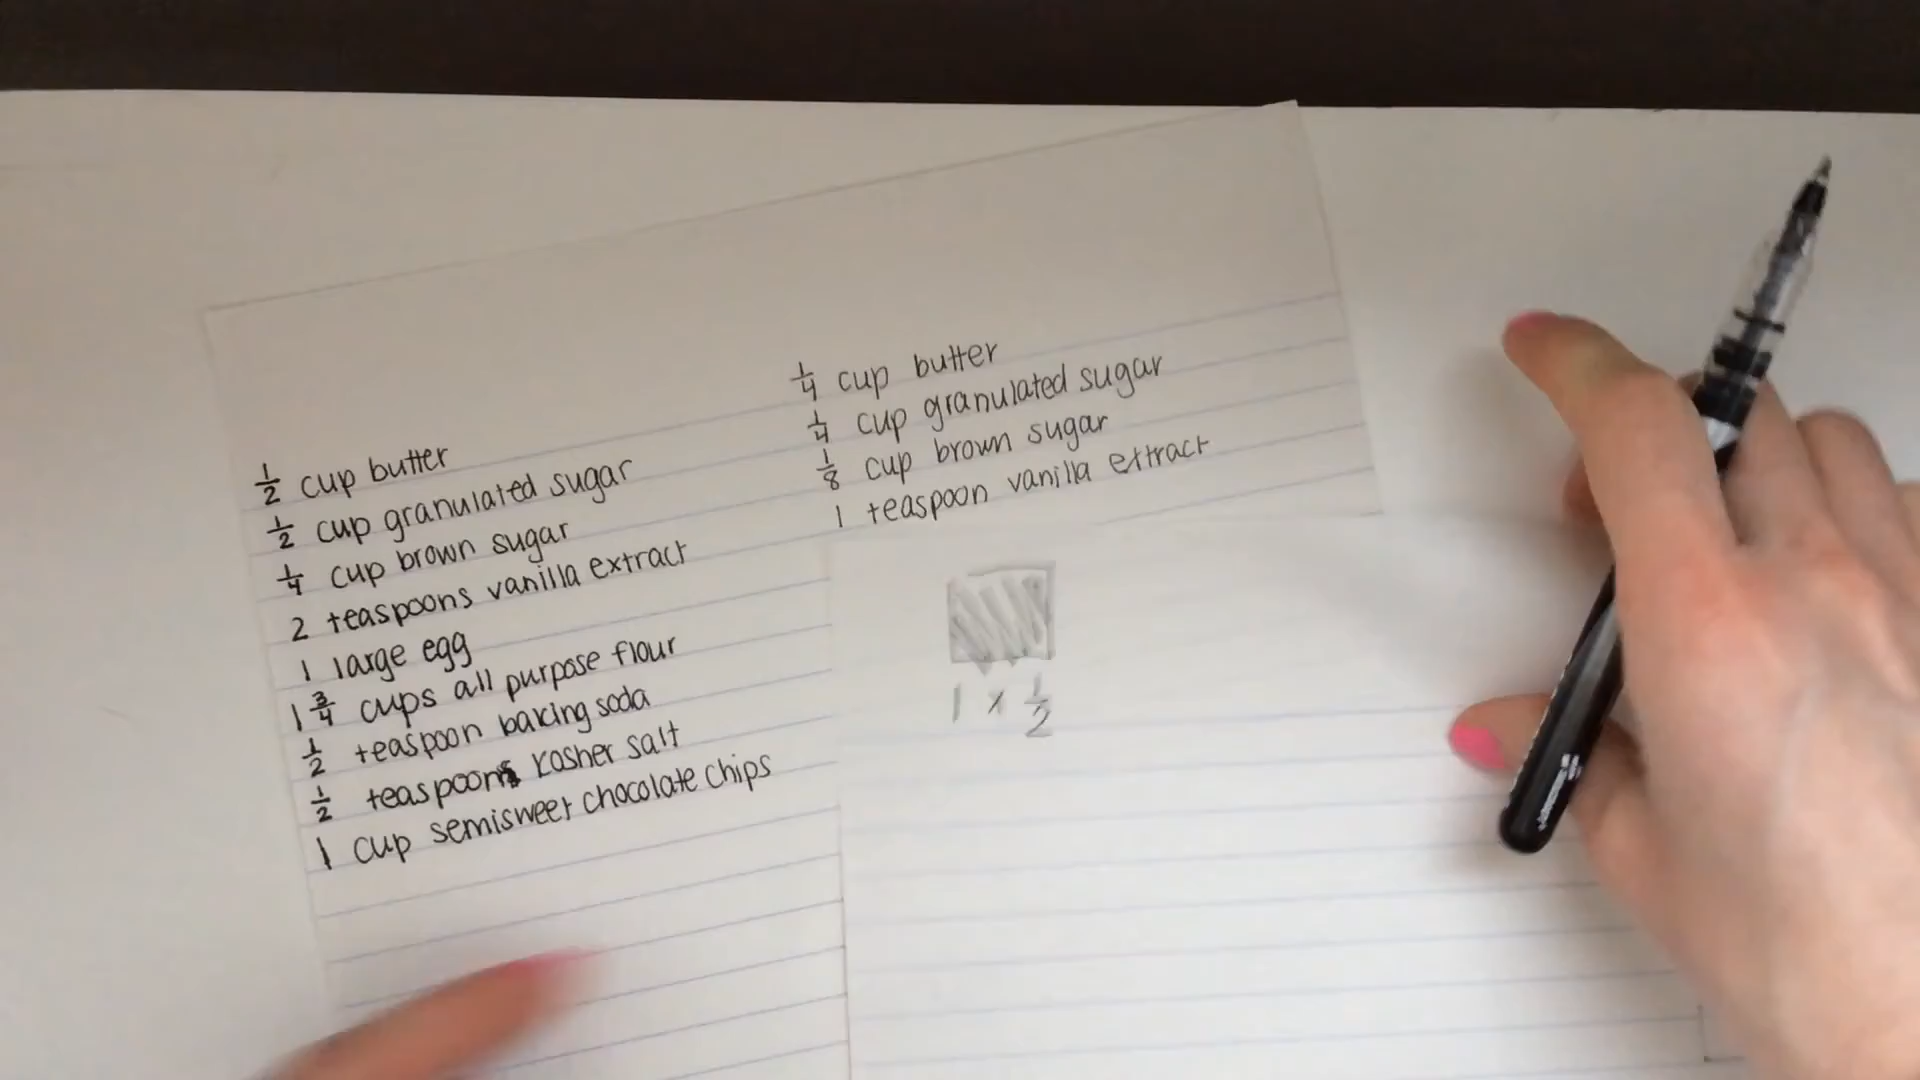 1/2 cup butter
1/2 cup granulated sugar
1/4 cup brown sugar
2 teaspoons vanilla extract
1 large egg
1 3/4 cups all purpose flour
1/2 teaspoon baking soda
1/2 teaspoon kosher salt
1 cup semisweet chocolate chips
1/4 cup butter
1/4 cup granulated sugar
1/8 cup brown sugar
1 teaspoon vanilla extract
1 x 1/2